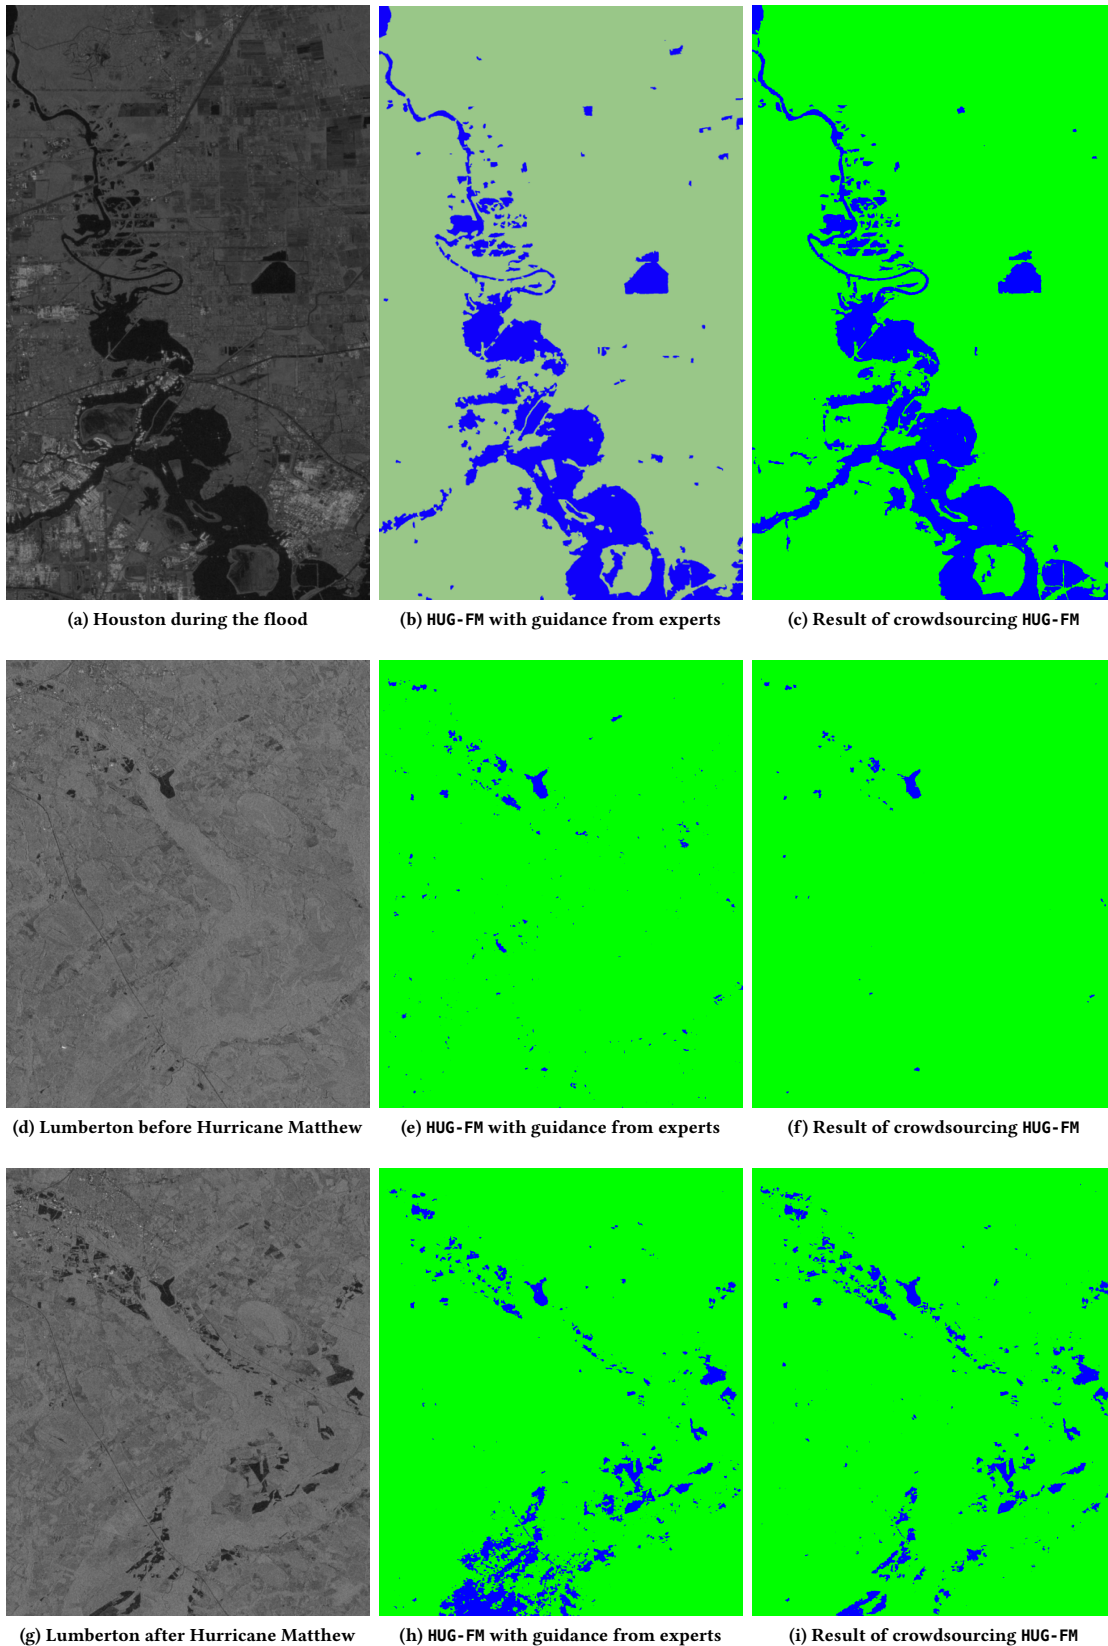 (a) Houston during the flood
(b) HUG-FM with guidance from experts
(c) Result of crowdsourcing HUG-FM
(d) Lumberton before Hurricane Matthew
(e) HUG-FM with guidance from experts
(f) Result of crowdsourcing HUG-FM
(g) Lumberton after Hurricane Matthew
(h) HUG-FM with guidance from experts
(i) Result of crowdsourcing HUG-FM